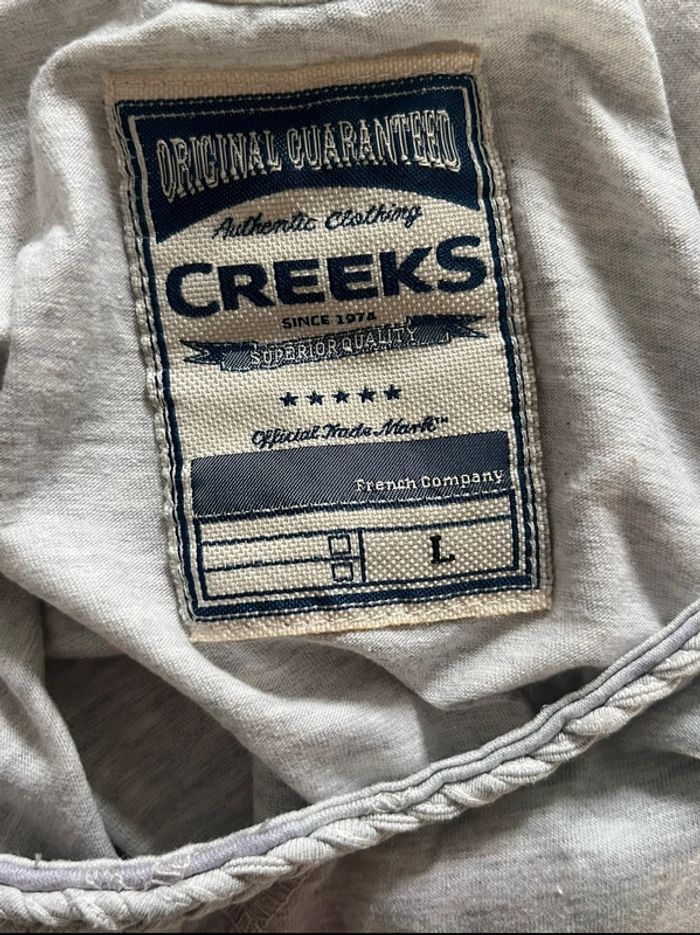 ORIGINAL GUARANTEED
Authentic Clothing
CREEKS
SINCE 1974
SUPERIOR QUALITY
Official Trade Mark™
French Company
L